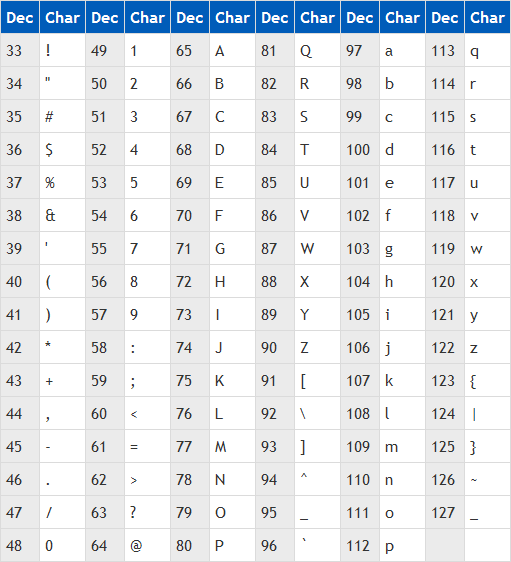 Dec Char Dec Char Dec Char Dec Char Dec Char Dec Char
33 ! 49 1 65 A 81 Q 97 a 113 q
34 " 50 2 66 B 82 R 98 b 114 r
35 # 51 3 67 C 83 S 99 c 115 s
36 $ 52 4 68 D 84 T 100 d 116 t
37 % 53 5 69 E 85 U 101 e 117 u
38 & 54 6 70 F 86 V 102 f 118 v
39 ' 55 7 71 G 87 W 103 g 119 w
40 ( 56 8 72 H 88 X 104 h 120 x
41 ) 57 9 73 I 89 Y 105 i 121 y
42 * 58 : 74 J 90 Z 106 j 122 z
43 + 59 ; 75 K 91 [ 107 k 123 {
44 , 60 < 76 L 92 \ 108 l 124 |
45 - 61 = 77 M 93 ] 109 m 125 }
46 . 62 > 78 N 94 ^ 110 n 126 ~
47 / 63 ? 79 O 95 _ 111 o 127 _
48 0 64 @ 80 P 96 ` 112 p